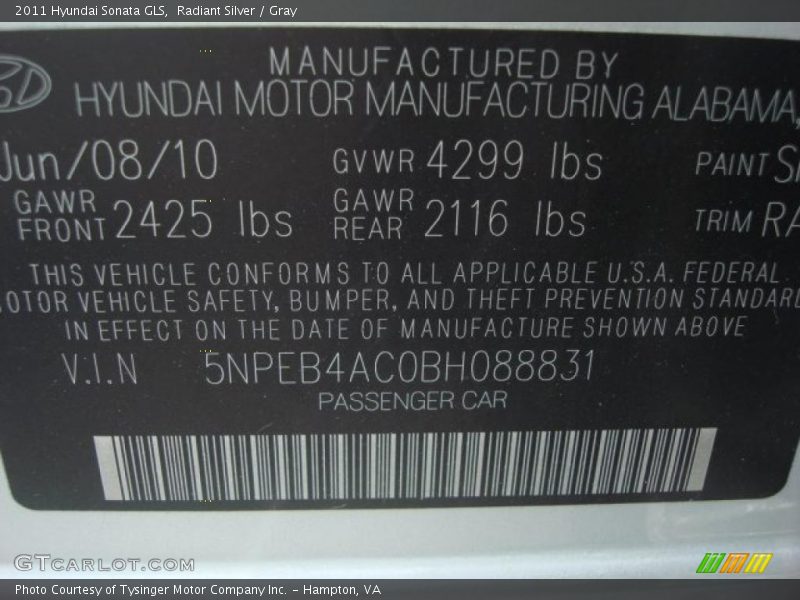 2011 Hyundai Sonata GLS, Radiant Silver / Gray
MANUFACTURED BY
HYUNDAI MOTOR MANUFACTURING ALABAMA,
Jun/08/10 GVWR 4299 lbs PAINT
GAWR FRONT 2425 lbs GAWR REAR 2116 lbs TRIM RA
THIS VEHICLE CONFORMS TO ALL APPLICABLE U.S.A. FEDERAL
OTOR VEHICLE SAFETY, BUMPER, AND THEFT PREVENTION STANDARD
IN EFFECT ON THE DATE OF MANUFACTURE SHOWN ABOVE
V.I.N 5NPEB4AC0BH088831
PASSENGER CAR
GTCARLOT.COM
Photo Courtesy of Tysinger Motor Company Inc. - Hampton, VA